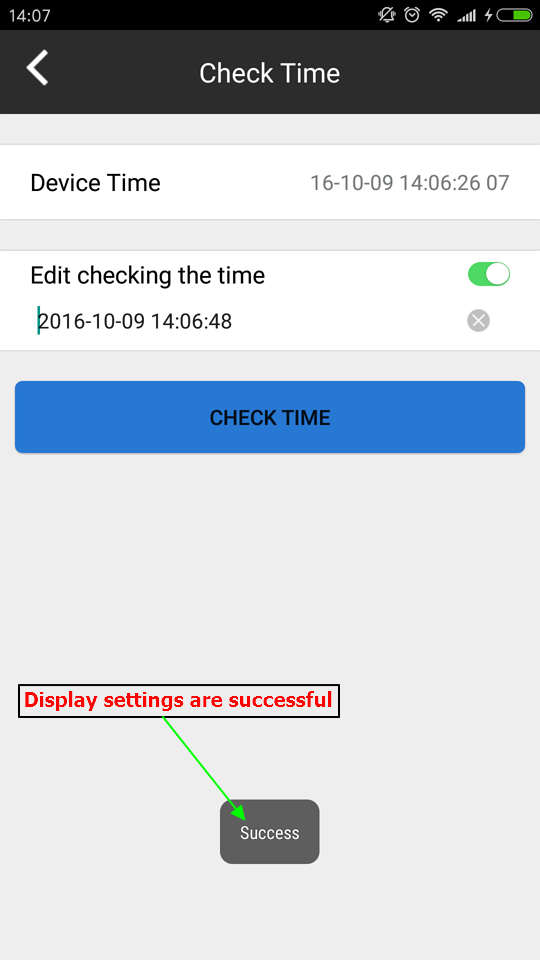 14:07
Check Time
Device Time 16-10-09 14:06:26 07
Edit checking the time
2016-10-09 14:06:48
CHECK TIME
Display settings are successful
Success